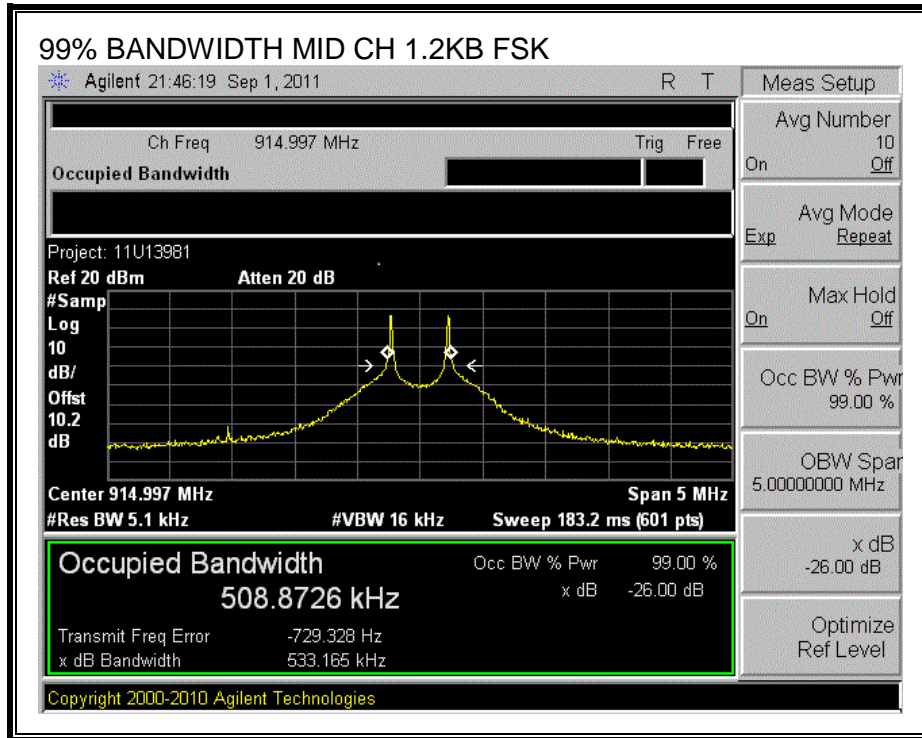 99% BANDWIDTH MID CH 1.2KB FSK
Agilent 21:46:19 Sep 1, 2011 R T
Ch Freq 914.997 MHz Trig Free
Occupied Bandwidth
Project: 11U13981
Ref 20 dBm Atten 20 dB
#Samp
Log
10
dB/
Offst
10.2
dB
Center 914.997 MHz Span 5 MHz
#Res BW 5.1 kHz #VBW 16 kHz Sweep 183.2 ms (601 pts)
Occupied Bandwidth Occ BW % Pwr 99.00 %
508.8726 kHz x dB -26.00 dB
Transmit Freq Error -729.328 Hz
x dB Bandwidth 533.165 kHz
Copyright 2000-2010 Agilent Technologies
Meas Setup
Avg Number
10
On Off
Avg Mode
Exp Repeat
Max Hold
On Off
Occ BW % Pwr
99.00 %
OBW Span
5.00000000 MHz
x dB
-26.00 dB
Optimize
Ref Level